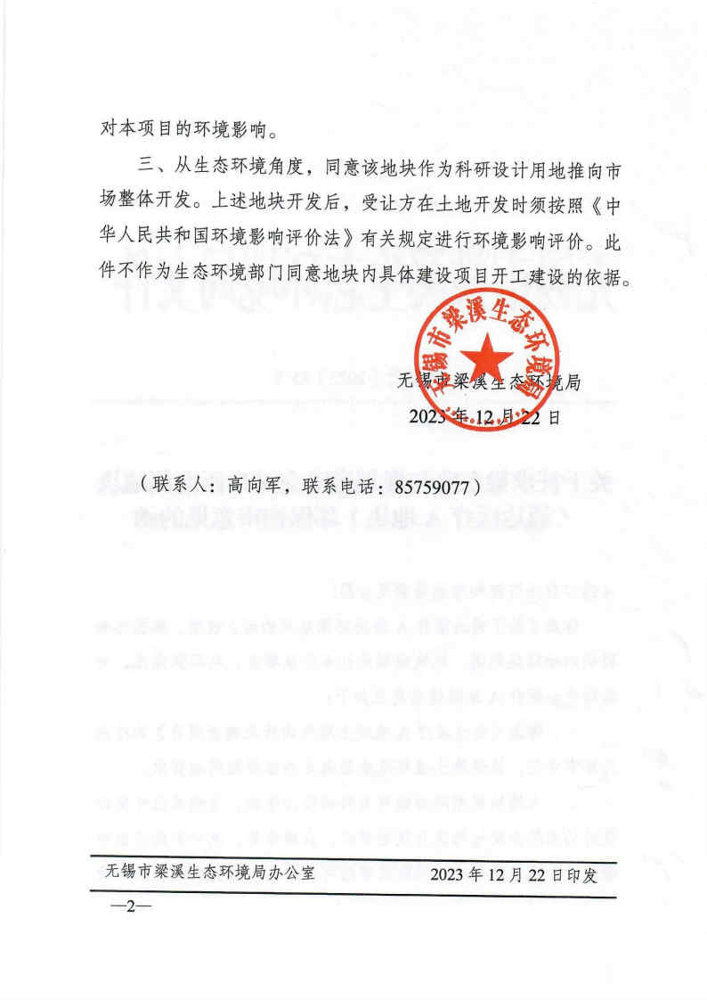 对本项目的环境影响。
三、从生态环境角度，同意该地块作为科研设计用地推向市
场整体开发。上述地块开发后，受让方在土地开发时须按照《中
华人民共和国环境影响评价法》有关规定进行环境影响评价。此
件不作为生态环境部门同意地块内具体建设项目开工建设的依据。
无锡市梁溪生态环境局
无锡市梁溪生态环境局
2023年12月22日
（联系人：高向军，联系电话：85759077）
无锡市梁溪生态环境局办公室 2023年12月22日印发
—2—